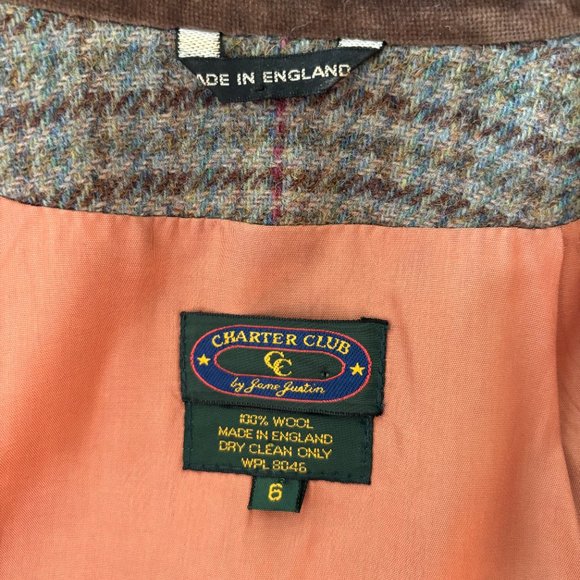 ADE IN ENGLAND
CHARTER CLUB
CC
by Jane Justin
100% WOOL
MADE IN ENGLAND
DRY CLEAN ONLY
WPL 8046
6